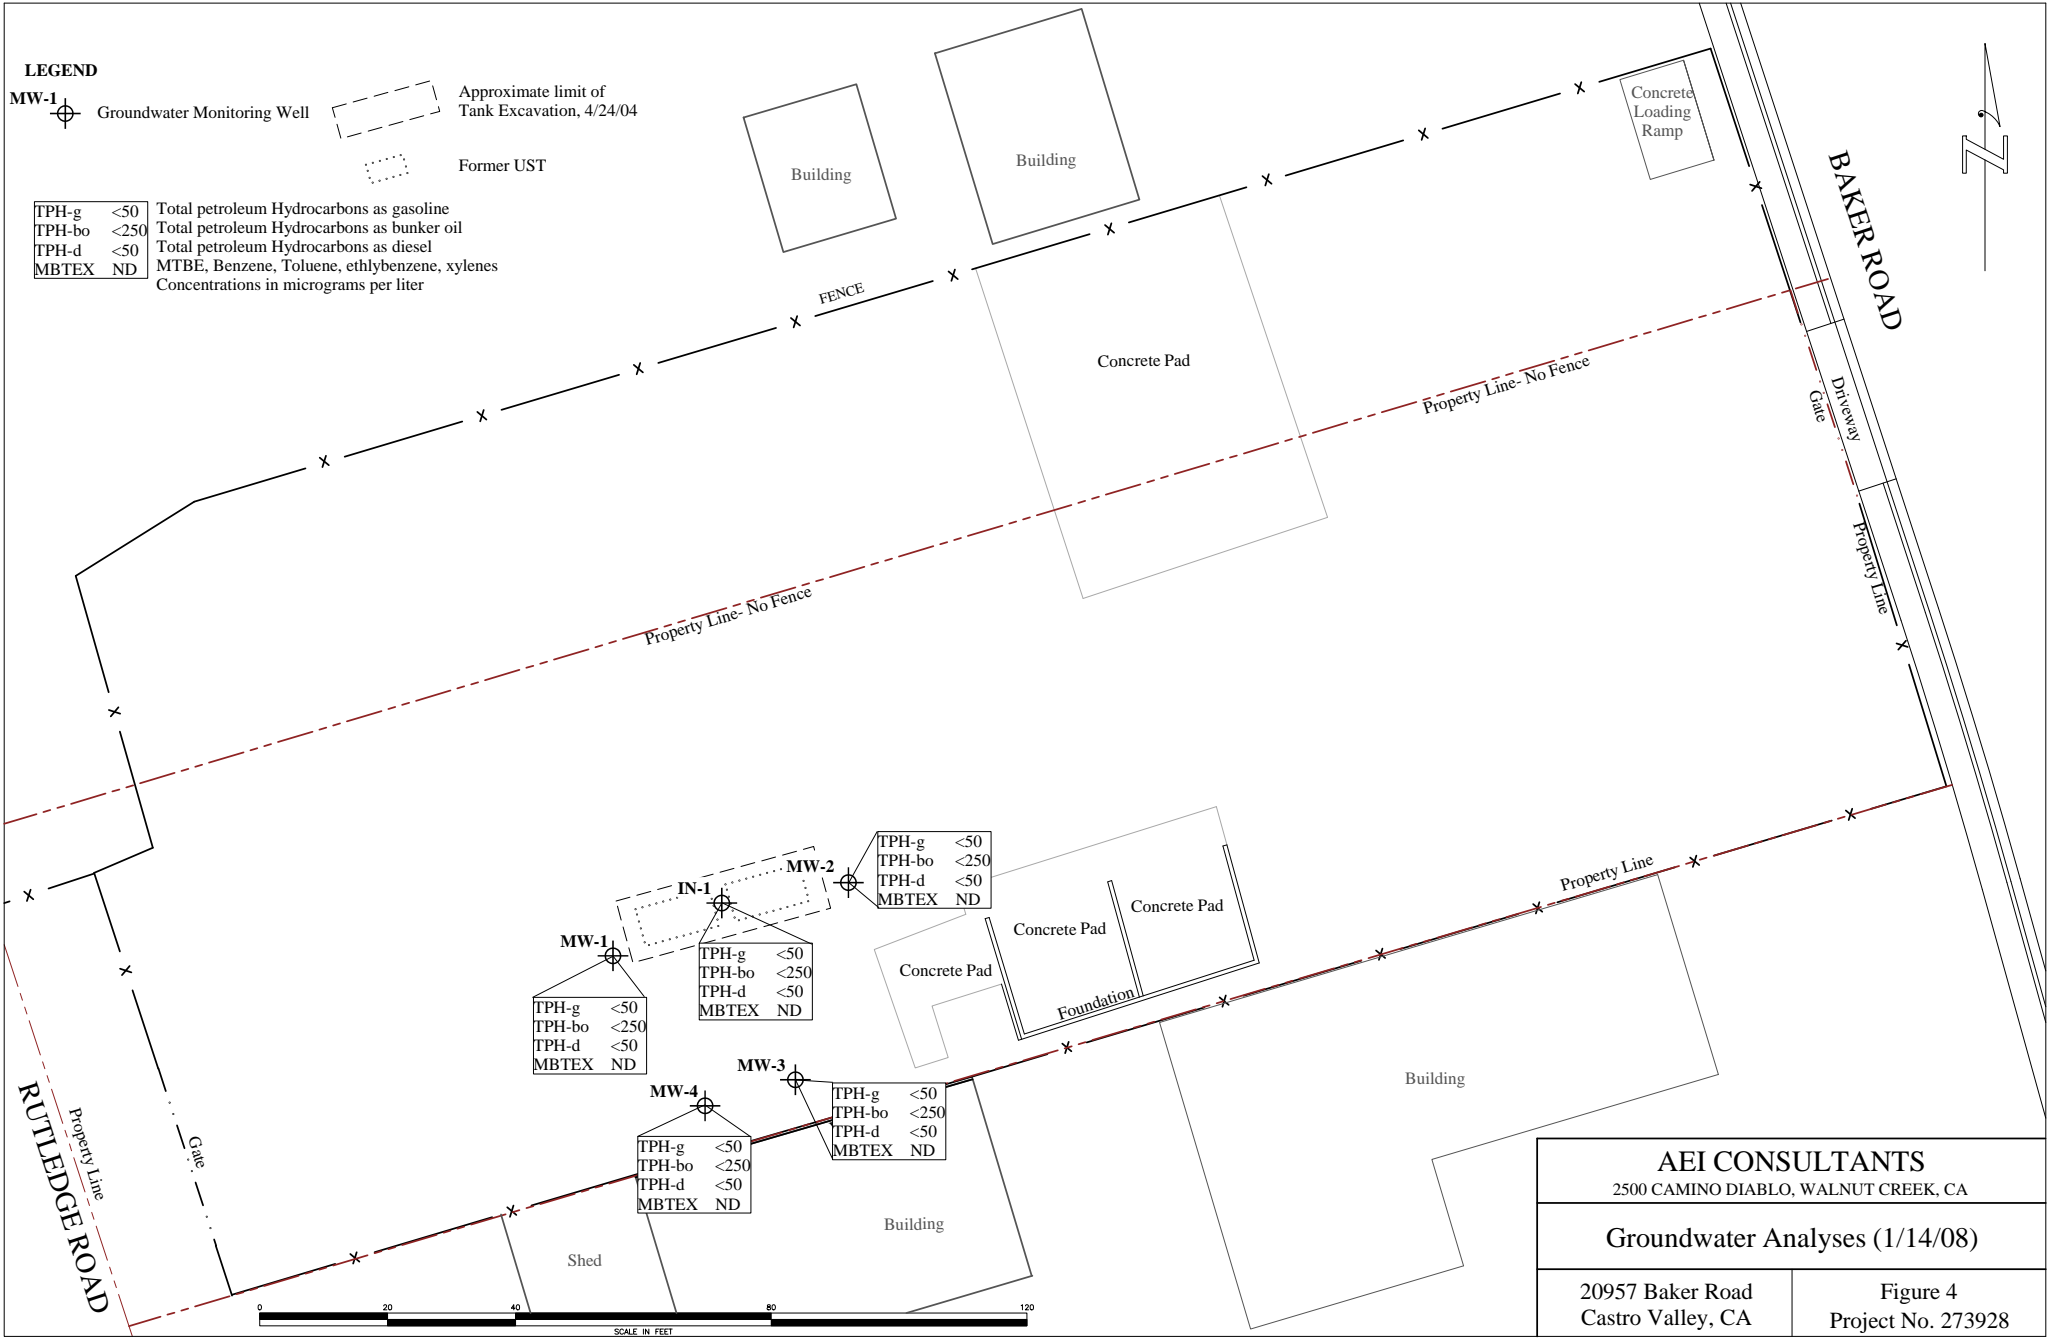 LEGEND
MW-1
Groundwater Monitoring Well
Approximate limit of
Tank Excavation, 4/24/04
Former UST
TPH-g <50 Total petroleum Hydrocarbons as gasoline
TPH-bo <250 Total petroleum Hydrocarbons as bunker oil
TPH-d <50 Total petroleum Hydrocarbons as diesel
MBTEX ND MTBE, Benzene, Toluene, ethlybenzene, xylenes
Concentrations in micrograms per liter
Building
Building
Concrete
Loading
Ramp
Z
BAKER ROAD
FENCE
Concrete Pad
Property Line- No Fence
Driveway
Gate
Property Line
Property Line- No Fence
MW-2
TPH-g <50
TPH-bo <250
TPH-d <50
MBTEX ND
IN-1
TPH-g <50
TPH-bo <250
TPH-d <50
MBTEX ND
MW-1
TPH-g <50
TPH-bo <250
TPH-d <50
MBTEX ND
Concrete Pad
Concrete Pad
Concrete Pad
Foundation
Property Line
MW-3
TPH-g <50
TPH-bo <250
TPH-d <50
MBTEX ND
MW-4
TPH-g <50
TPH-bo <250
TPH-d <50
MBTEX ND
Building
Building
Shed
Gate
Property Line
RUTLEDGE ROAD
0 20 40 80 120
SCALE IN FEET
AEI CONSULTANTS
2500 CAMINO DIABLO, WALNUT CREEK, CA
Groundwater Analyses (1/14/08)
20957 Baker Road
Castro Valley, CA
Figure 4
Project No. 273928